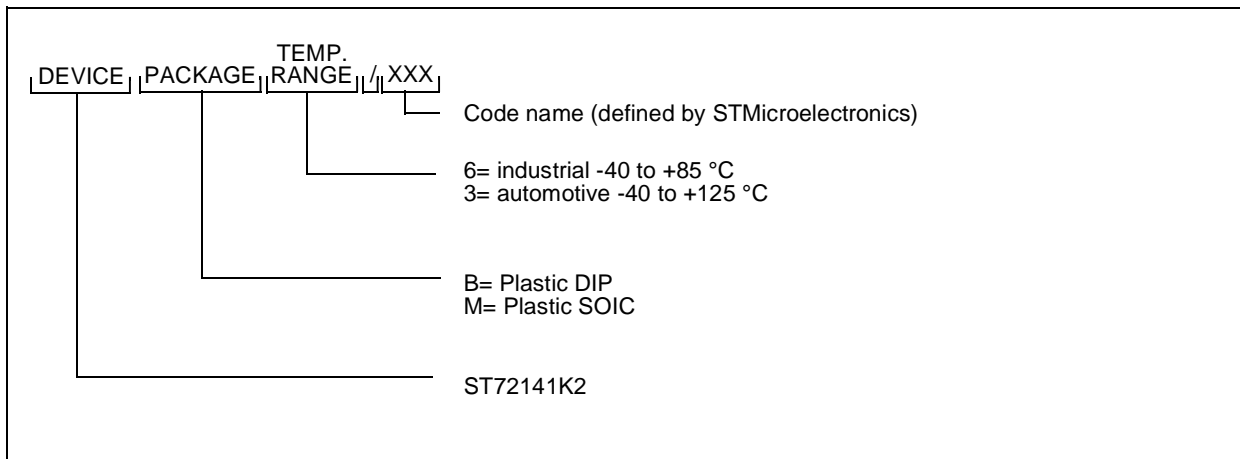 TEMP.
DEVICE PACKAGE RANGE / XXX
Code name (defined by STMicroelectronics)
6= industrial -40 to +85 °C
3= automotive -40 to +125 °C
B= Plastic DIP
M= Plastic SOIC
ST72141K2